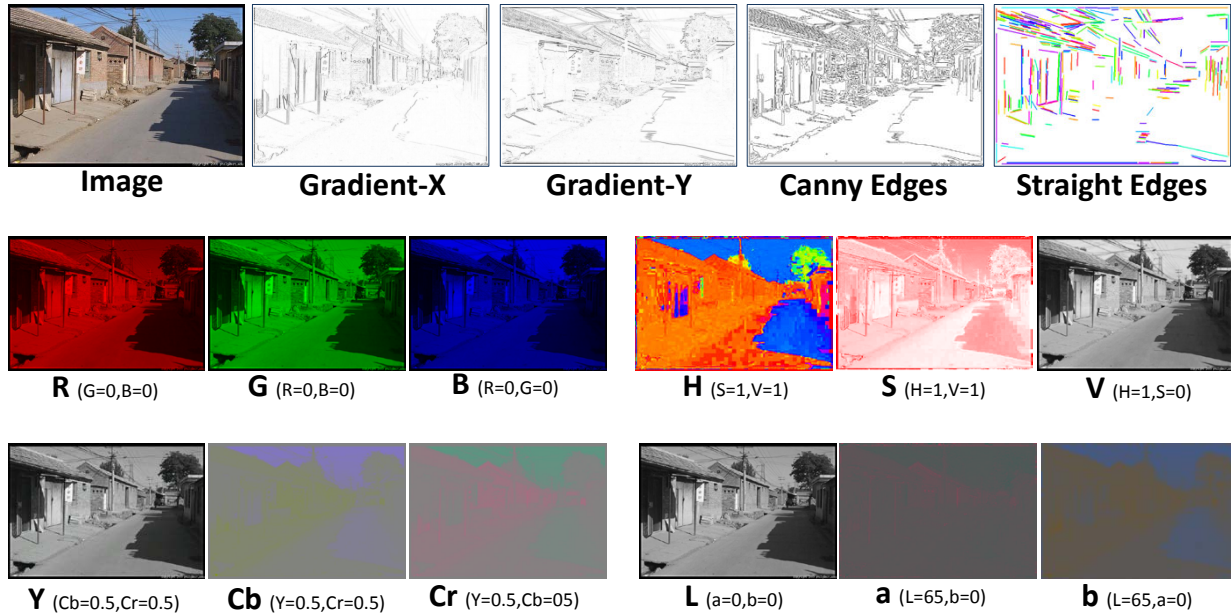 Image
Gradient-X
Gradient-Y
Canny Edges
Straight Edges
R (G=0,B=0)
G (R=0,B=0)
B (R=0,G=0)
H (S=1,V=1)
S (H=1,V=1)
V (H=1,S=0)
Y (Cb=0.5,Cr=0.5)
Cb (Y=0.5,Cr=0.5)
Cr (Y=0.5,Cb=05)
L (a=0,b=0)
a (L=65,b=0)
b (L=65,a=0)